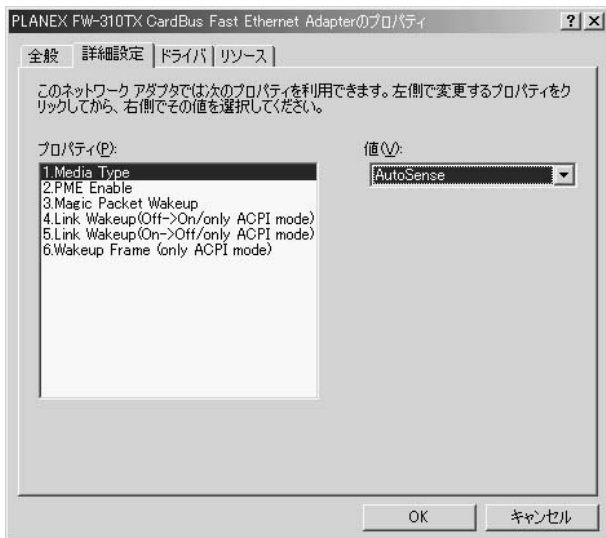 PLANEX FW-310TX CardBus Fast Ethernet Adapterのプロパティ
全般 詳細設定 ドライバ リソース
このネットワーク アダプタでは次のプロパティを利用できます。左側で変更するプロパティをク
リックしてから、右側でその値を選択してください。
プロパティ(P):
値(V):
1.Media Type
AutoSense
2.PME Enable
3.Magic Packet Wakeup
4.Link Wakeup(Off->On/only ACPI mode)
5.Link Wakeup(On->Off/only ACPI mode)
6.Wakeup Frame (only ACPI mode)
OK キャンセル